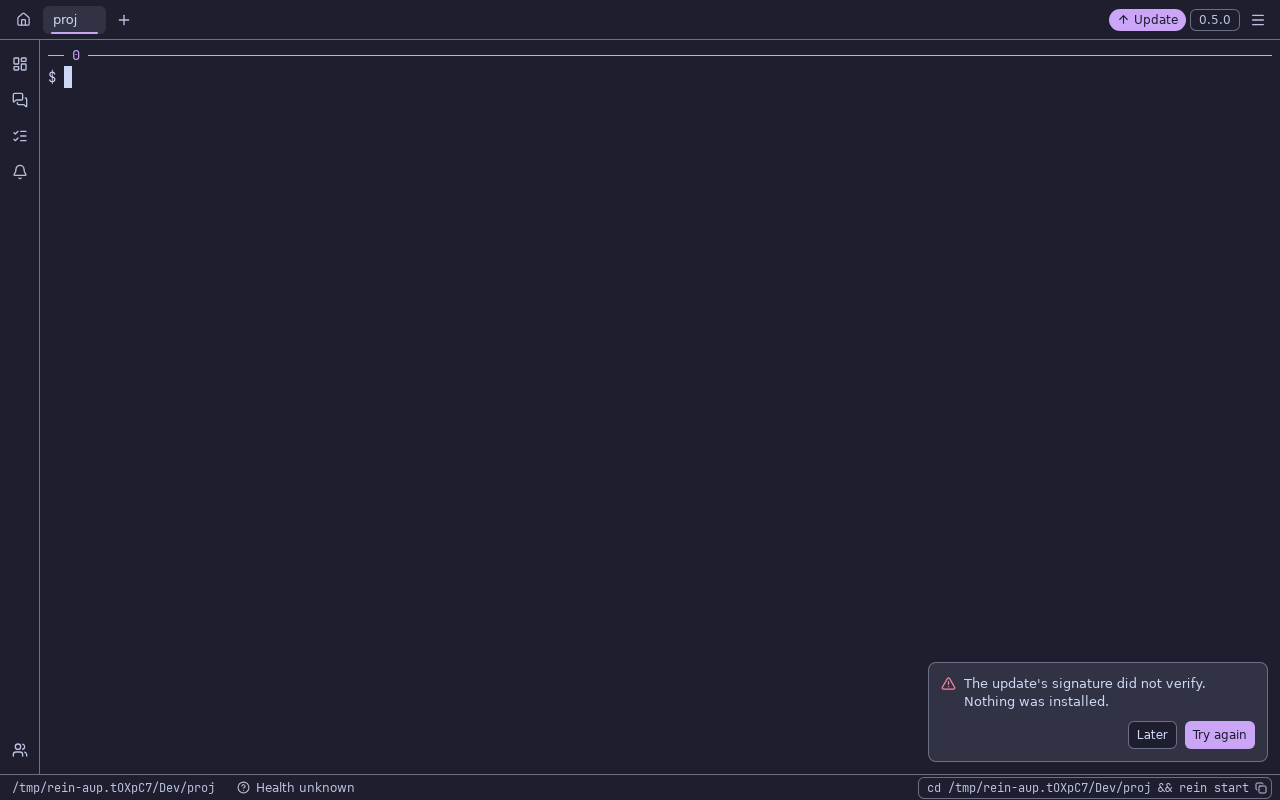 proj
Update
0.5.0
0
$
The update's signature did not verify.
Nothing was installed.
Later
Try again
/tmp/rein-aup.tOXpC7/Dev/proj
Health unknown
cd /tmp/rein-aup.tOXpC7/Dev/proj && rein start